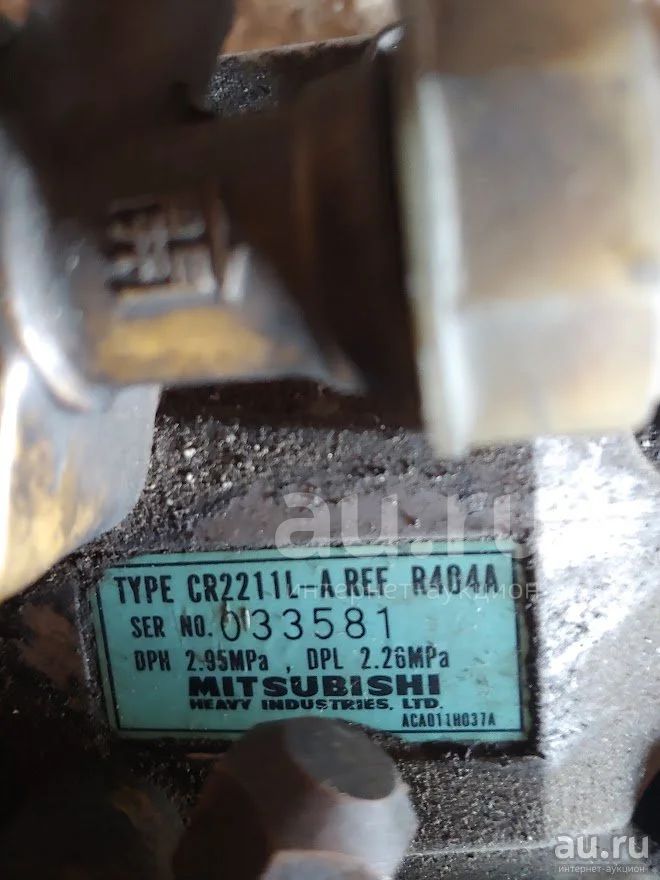 au.ru
интернет-аукцион
TYPE CR2211L-A REF. R404A
SER NO. 033581
DPH 2.95MPa , DPL 2.26MPa
MITSUBISHI
HEAVY INDUSTRIES, LTD.
ACA011H037A
au.ru
интернет-аукцион